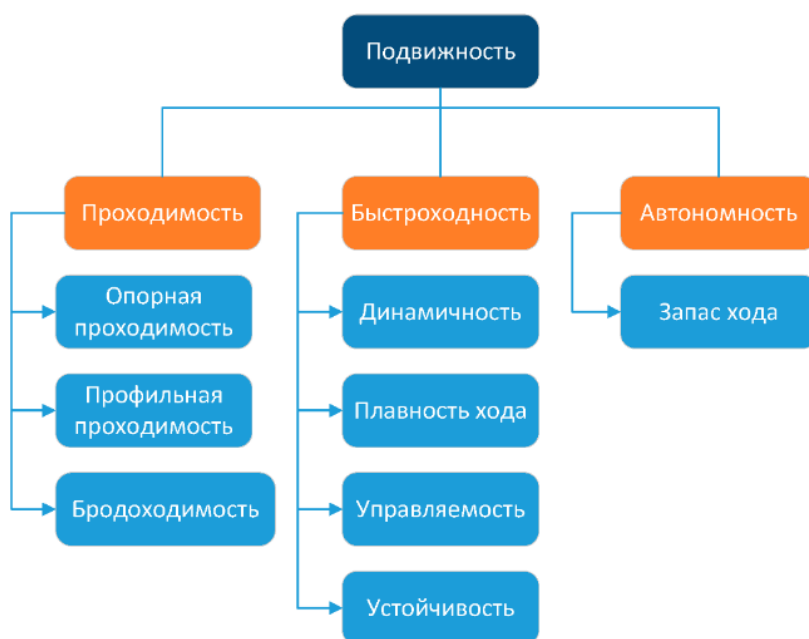 Подвижность
Проходимость
Опорная
проходимость
Профильная
проходимость
Бродоходимость
Быстроходность
Динамичность
Плавность хода
Управляемость
Устойчивость
Автономность
Запас хода